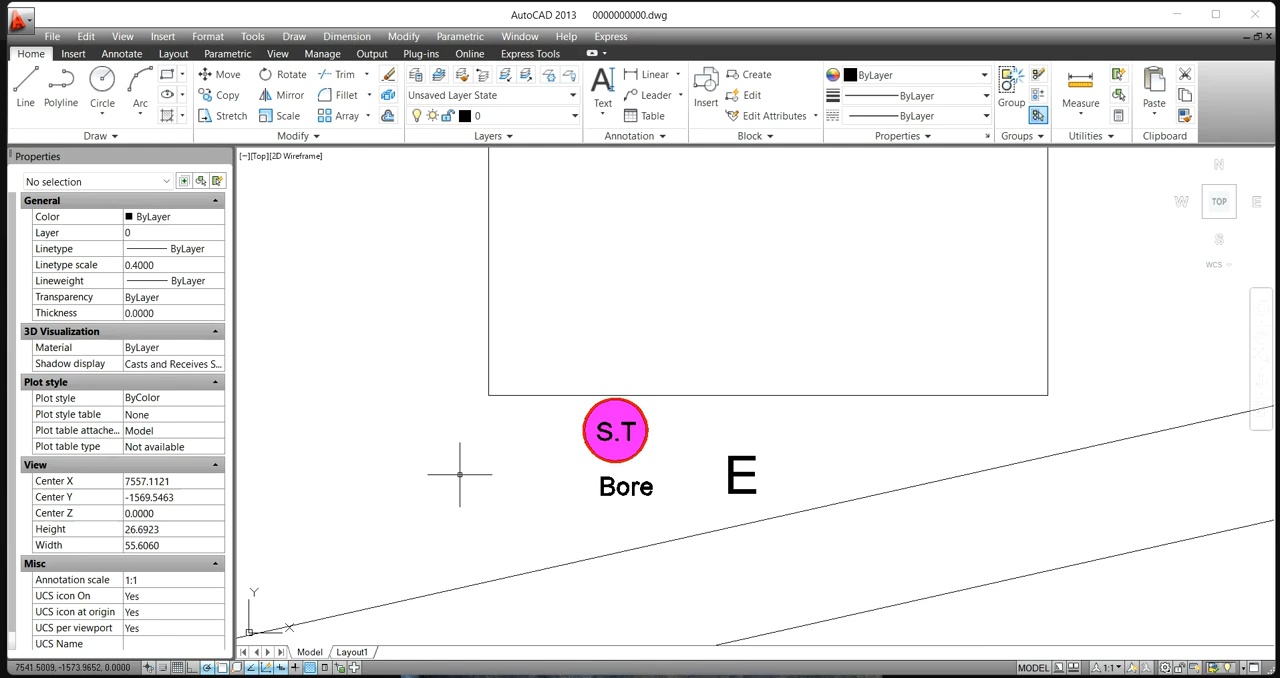 AutoCAD 2013 0000000000.dwg
File Edit View Insert Format Tools Draw Dimension Modify Parametric Window Help Express
Home Insert Annotate Layout Parametric View Manage Output Plug-ins Online Express Tools
Line Polyline Circle Arc
Move Rotate Trim
Copy Mirror Fillet
Stretch Scale Array
Unsaved Layer State
0
Text Linear
Leader
Table
Insert Create
Edit
Edit Attributes
ByLayer
ByLayer
ByLayer
Group Measure Paste
Draw Modify Layers Annotation Block Properties Groups Utilities Clipboard
Properties
No selection
General
Color ByLayer
Layer 0
Linetype ByLayer
Linetype scale 0.4000
Lineweight ByLayer
Transparency ByLayer
Thickness 0.0000
3D Visualization
Material ByLayer
Shadow display Casts and Receives S...
Plot style
Plot style ByColor
Plot style table None
Plot table attache... Model
Plot table type Not available
View
Center X 7557.1121
Center Y -1569.5463
Center Z 0.0000
Height 26.6923
Width 55.6060
Misc
Annotation scale 1:1
UCS icon On Yes
UCS icon at origin Yes
UCS per viewport Yes
UCS Name
[−][Top][2D Wireframe]
N
W TOP E
S
WCS
S.T
Bore
E
Y
X
Model Layout1
7541.5009, -1573.9652, 0.0000
MODEL 1:1